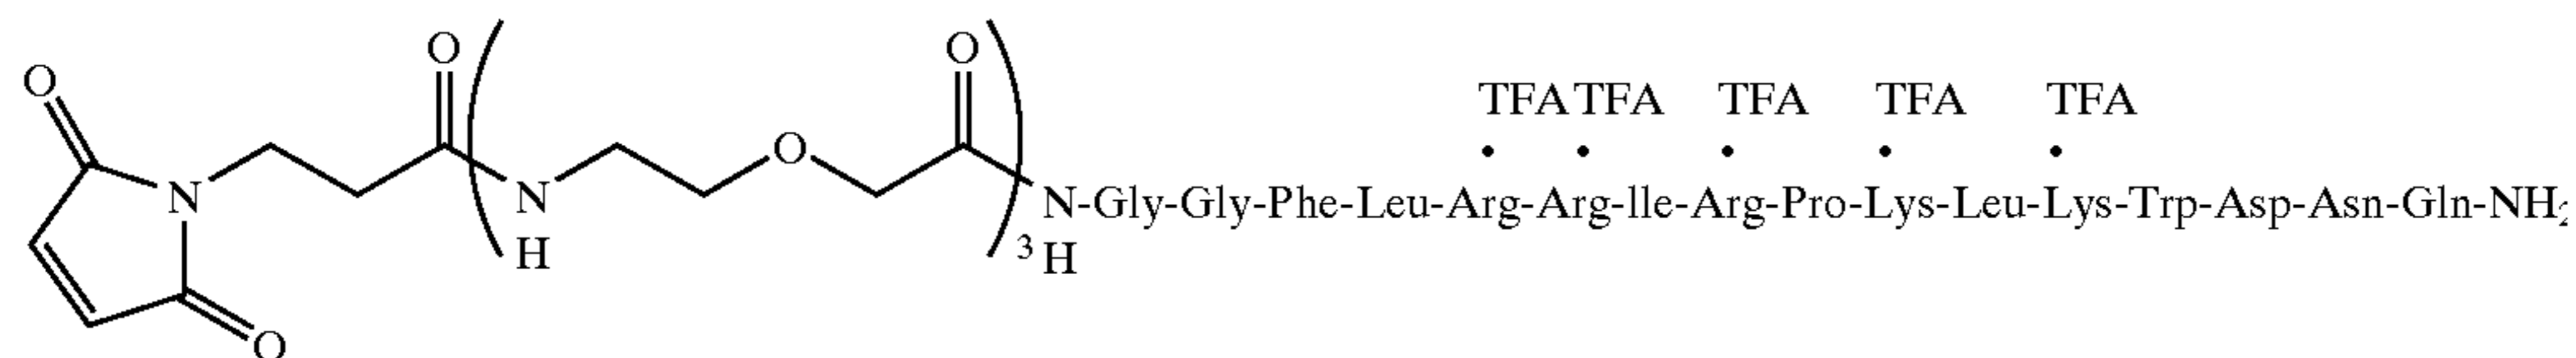 O O O
O TFA TFA TFA TFA TFA
O
N N N-Gly-Gly-Phe-Leu-Arg-Arg-Ile-Arg-Pro-Lys-Leu-Lys-Trp-Asp-Asn-Gln-NH₂
H 3 H
O